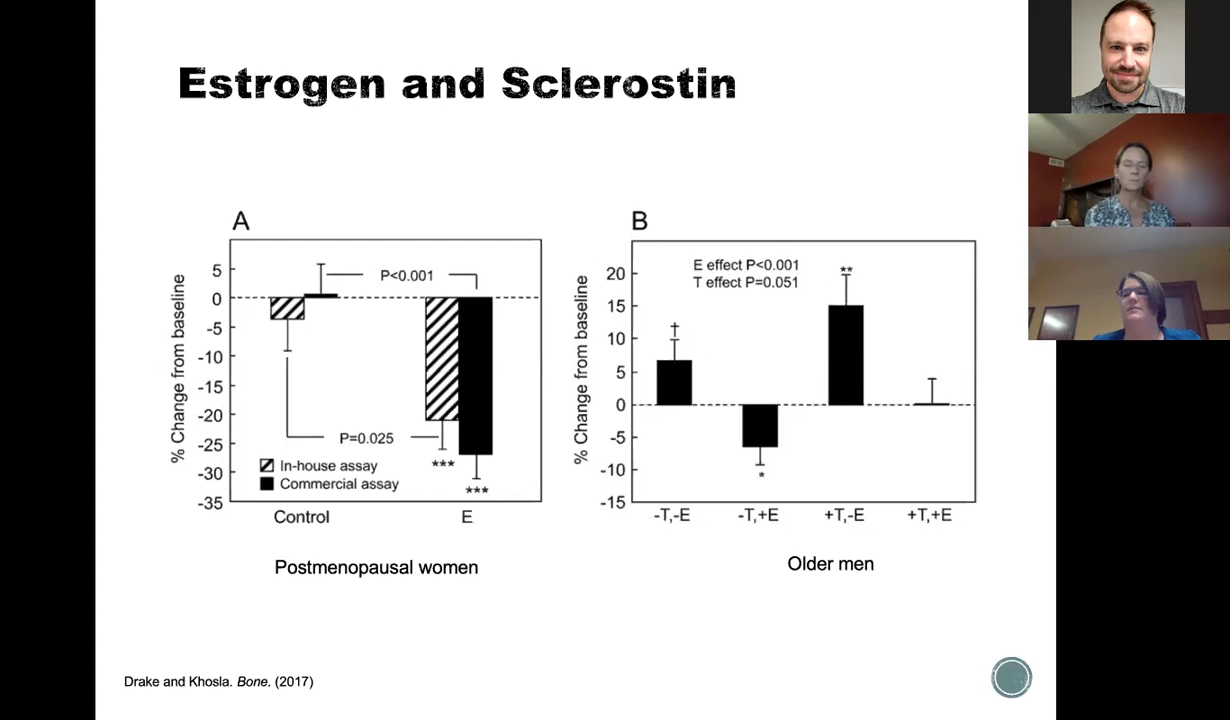 Estrogen and Sclerostin
A
% Change from baseline
5
0
-5
-10
-15
-20
-25
-30
-35
P<0.001
P=0.025
In-house assay
Commercial assay
***
***
Control
E
Postmenopausal women
B
% Change from baseline
20
15
10
5
0
-5
-10
-15
E effect P<0.001
T effect P=0.051
†
*
**
-T,-E
-T,+E
+T,-E
+T,+E
Older men
Drake and Khosla. Bone. (2017)